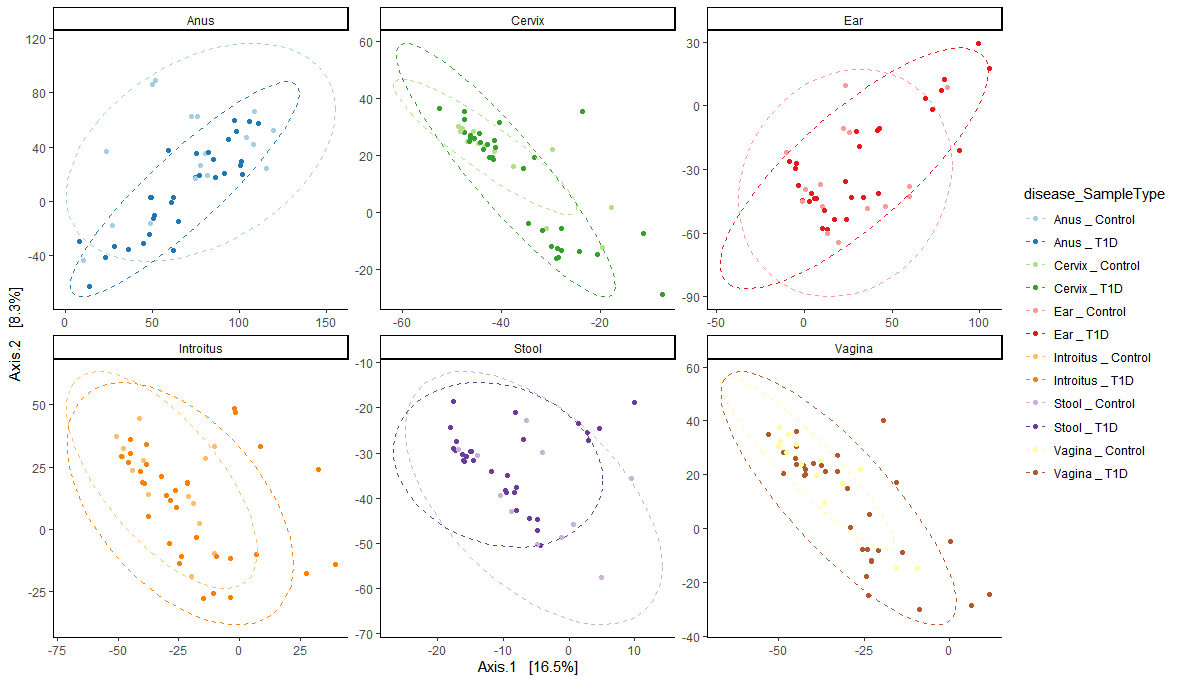 Anus
Cervix
Ear
120
80
40
0
-40
0
50
100
150
60
40
20
0
-20
-60
-40
-20
30
0
-30
-60
-90
-50
0
50
100
Introitus
Stool
Vagina
50
25
0
-25
-75
-50
-25
0
25
-10
-20
-30
-40
-50
-60
-70
-20
-10
0
10
60
40
20
0
-20
-40
-50
0
Axis.2 [8.3%]
Axis.1 [16.5%]
disease_SampleType
Anus _ Control
Anus _ T1D
Cervix _ Control
Cervix _ T1D
Ear _ Control
Ear _ T1D
Introitus _ Control
Introitus _ T1D
Stool _ Control
Stool _ T1D
Vagina _ Control
Vagina _ T1D